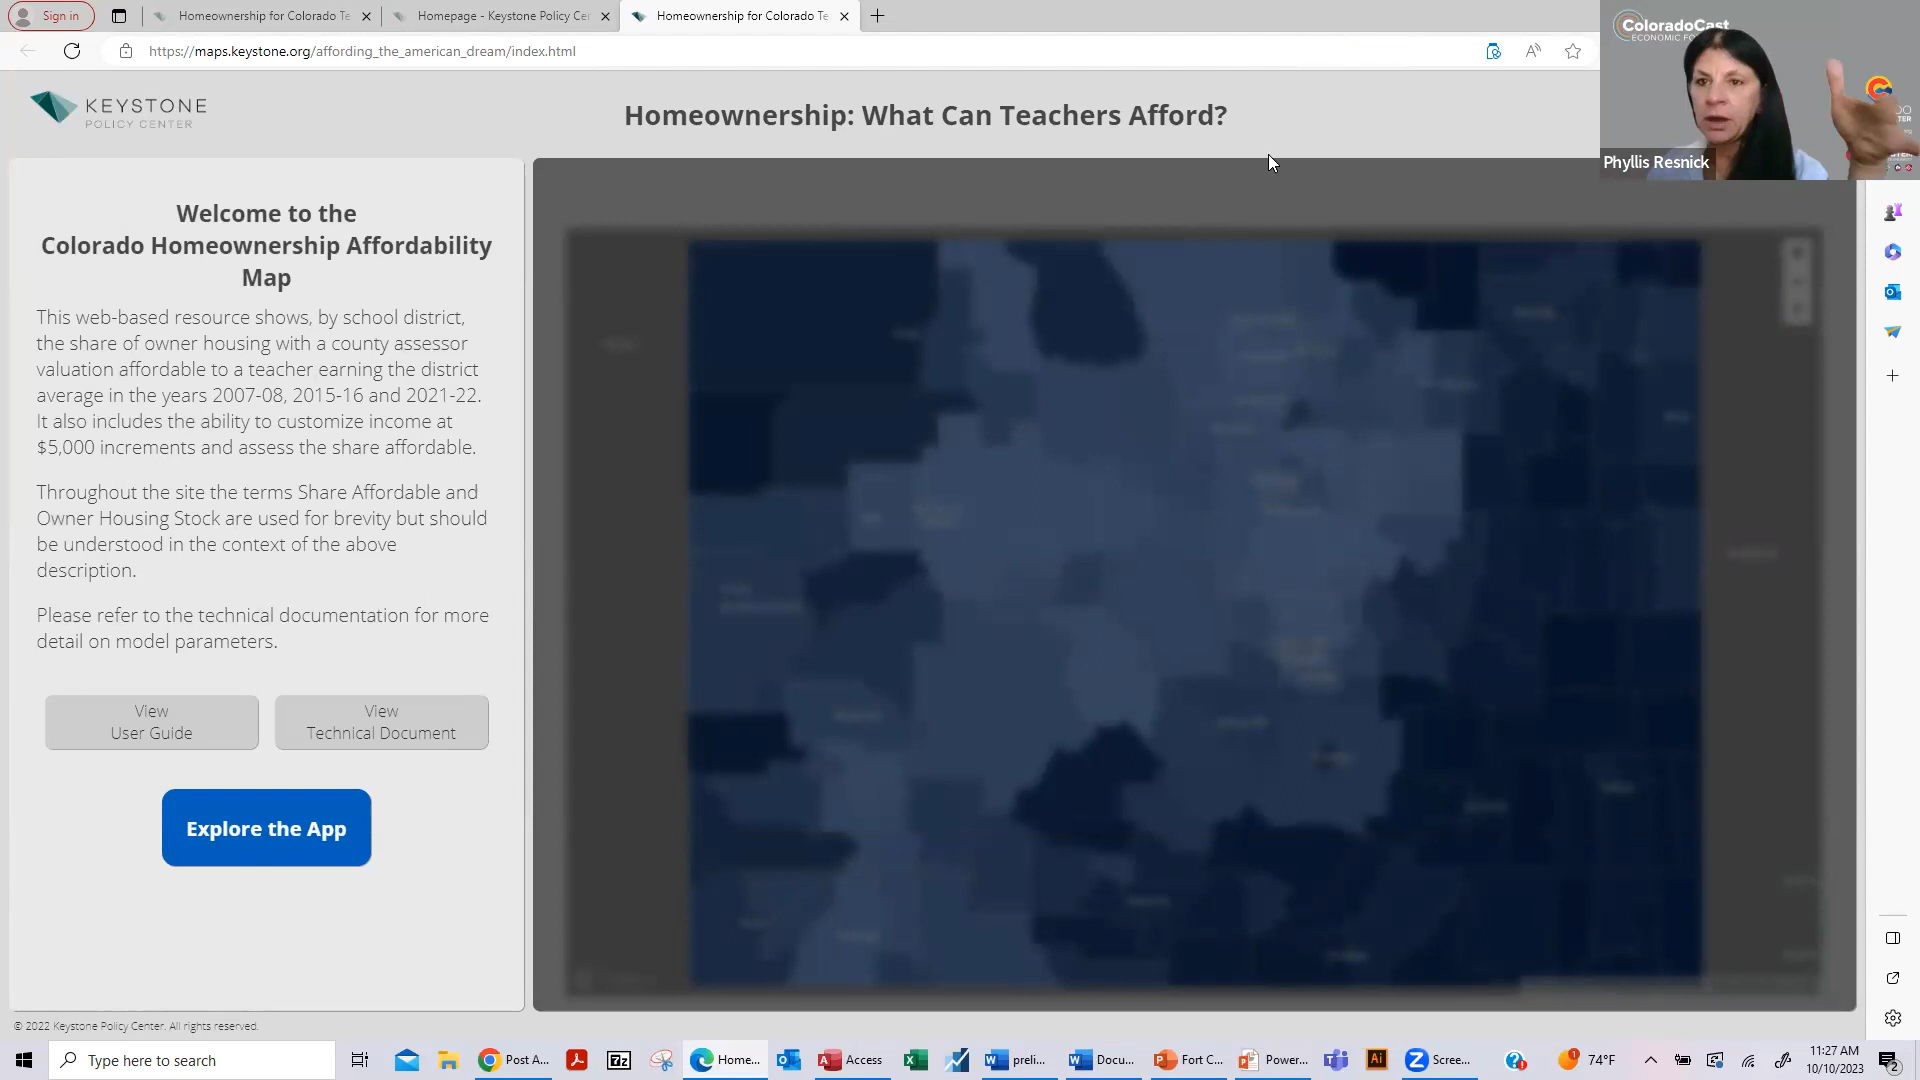 Sign in
Homeownership for Colorado Te
Homepage - Keystone Policy Cer
Homeownership for Colorado Te
https://maps.keystone.org/affording_the_american_dream/index.html
ColoradoCast
Phyllis Resnick
KEYSTONE
POLICY CENTER
Homeownership: What Can Teachers Afford?
Welcome to the
Colorado Homeownership Affordability
Map
This web-based resource shows, by school district,
the share of owner housing with a county assessor
valuation affordable to a teacher earning the district
average in the years 2007-08, 2015-16 and 2021-22.
It also includes the ability to customize income at
$5,000 increments and assess the share affordable.
Throughout the site the terms Share Affordable and
Owner Housing Stock are used for brevity but should
be understood in the context of the above
description.
Please refer to the technical documentation for more
detail on model parameters.
View
User Guide
View
Technical Document
Explore the App
© 2022 Keystone Policy Center. All rights reserved.
Type here to search
Post A...
Home...
Access
preli...
Docu...
Fort C...
Power...
Scree...
74°F
11:27 AM
10/10/2023